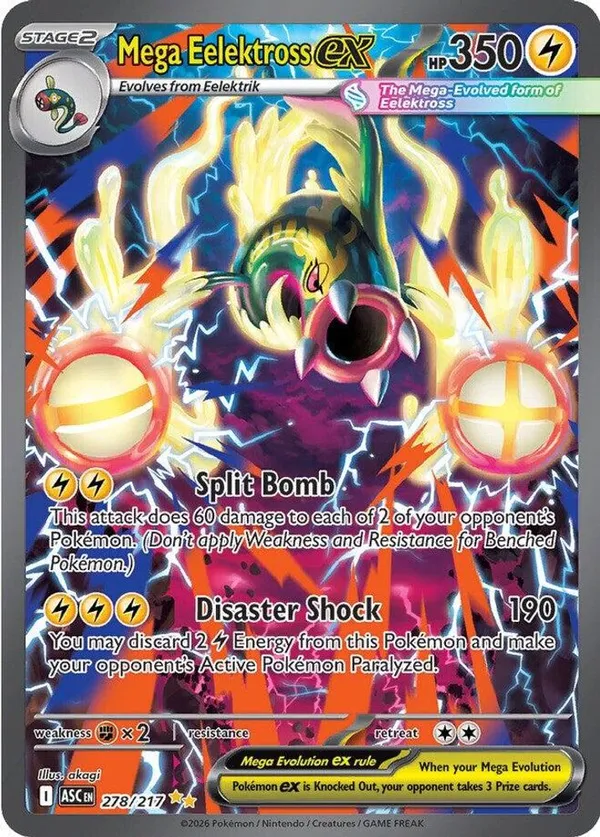 STAGE2
Mega Eelektross ex
HP350
Evolves from Eelektrik
The Mega-Evolved form of
Eelektross
Split Bomb
This attack does 60 damage to each of 2 of your opponent's
Pokémon. (Don't apply Weakness and Resistance for Benched
Pokémon.)
Disaster Shock 190
You may discard 2 Energy from this Pokémon and make
your opponent's Active Pokémon Paralyzed.
weakness ×2 resistance retreat
Illus. akagi
Mega Evolution ex rule When your Mega Evolution
Pokémon ex is Knocked Out, your opponent takes 3 Prize cards.
I ASC EN 278/217
©2026 Pokémon / Nintendo / Creatures / GAME FREAK